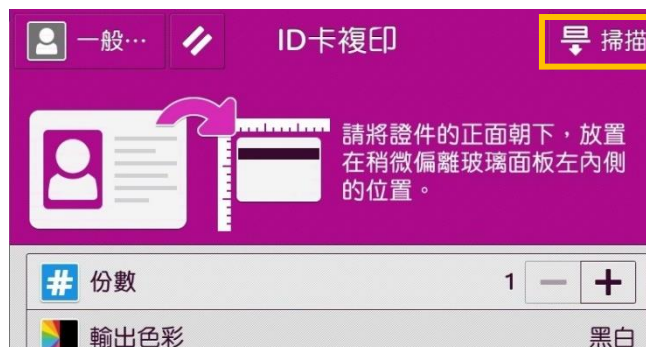 一般…
ID卡複印
掃描
請將證件的正面朝下，放置
在稍微偏離玻璃面板左內側
的位置。
# 份數 1 － ＋
輸出色彩 黑白